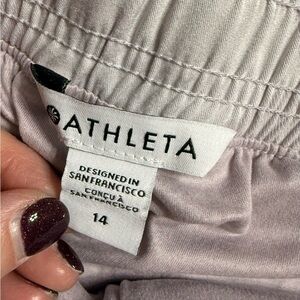 ATHLETA
DESIGNED IN
SAN FRANCISCO
CONÇU À
SAN FRANCISCO
14